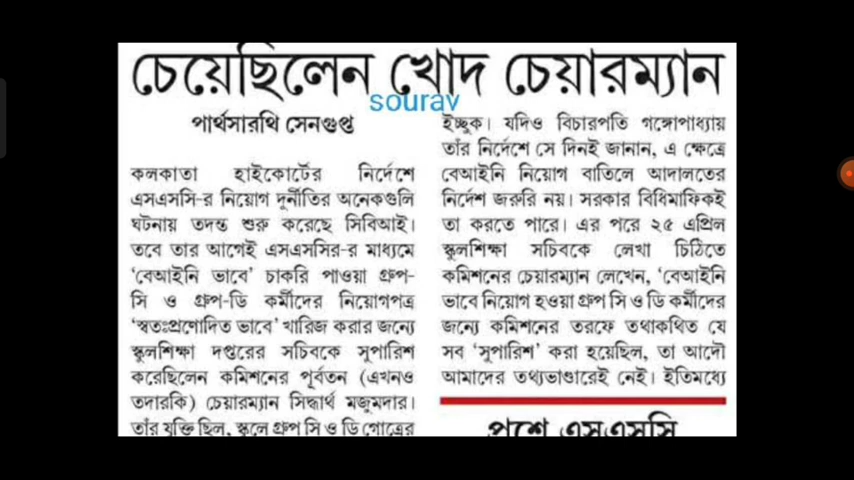 চেয়েছিলেন খোদ চেয়ারম্যান
sourav
পার্থসারথি সেনগুপ্ত
কলকাতা হাইকোর্টের নির্দেশে
এসএসসি-র নিয়োগ দুর্নীতির অনেকগুলি
ঘটনায় তদন্ত শুরু করেছে সিবিআই।
তবে তার আগেই এসএসসির-র মাধ্যমে
‘বেআইনি ভাবে’ চাকরি পাওয়া গ্রুপ-
সি ও গ্রুপ-ডি কর্মীদের নিয়োগপত্র
‘স্বতঃপ্রণোদিত ভাবে’ খারিজ করার জন্যে
স্কুলশিক্ষা দপ্তরের সচিবকে সুপারিশ
করেছিলেন কমিশনের পূর্বতন (এখনও
তদারকি) চেয়ারম্যান সিদ্ধার্থ মজুমদার।
তাঁর যুক্তি ছিল, স্কুলে গ্রুপ সি ও ডি গোত্রের
ইচ্ছুক। যদিও বিচারপতি গঙ্গোপাধ্যায়
তাঁর নির্দেশে সে দিনই জানান, এ ক্ষেত্রে
বেআইনি নিয়োগ বাতিলে আদালতের
নির্দেশ জরুরি নয়। সরকার বিধিমাফিকই
তা করতে পারে। এর পরে ২৫ এপ্রিল
স্কুলশিক্ষা সচিবকে লেখা চিঠিতে
কমিশনের চেয়ারম্যান লেখেন, ‘বেআইনি
ভাবে নিয়োগ হওয়া গ্রুপ সি ও ডি কর্মীদের
জন্যে কমিশনের তরফে তথাকথিত যে
সব ‘সুপারিশ’ করা হয়েছিল, তা আদৌ
আমাদের তথ্যভাণ্ডারেই নেই। ইতিমধ্যে
প্রশ্নে এসএসসি